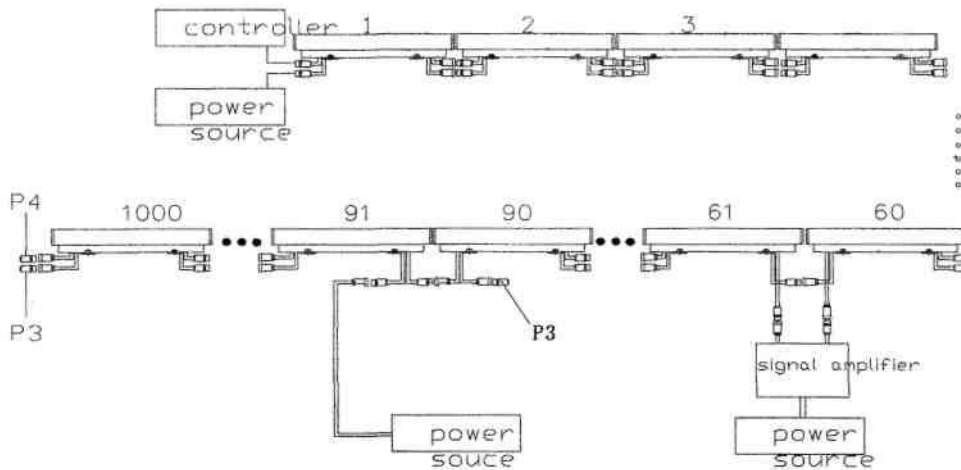 controller
1
2
3
power
source
P4
1000
91
90
61
60
P3
P3
signal amplifier
power
souce
power
source